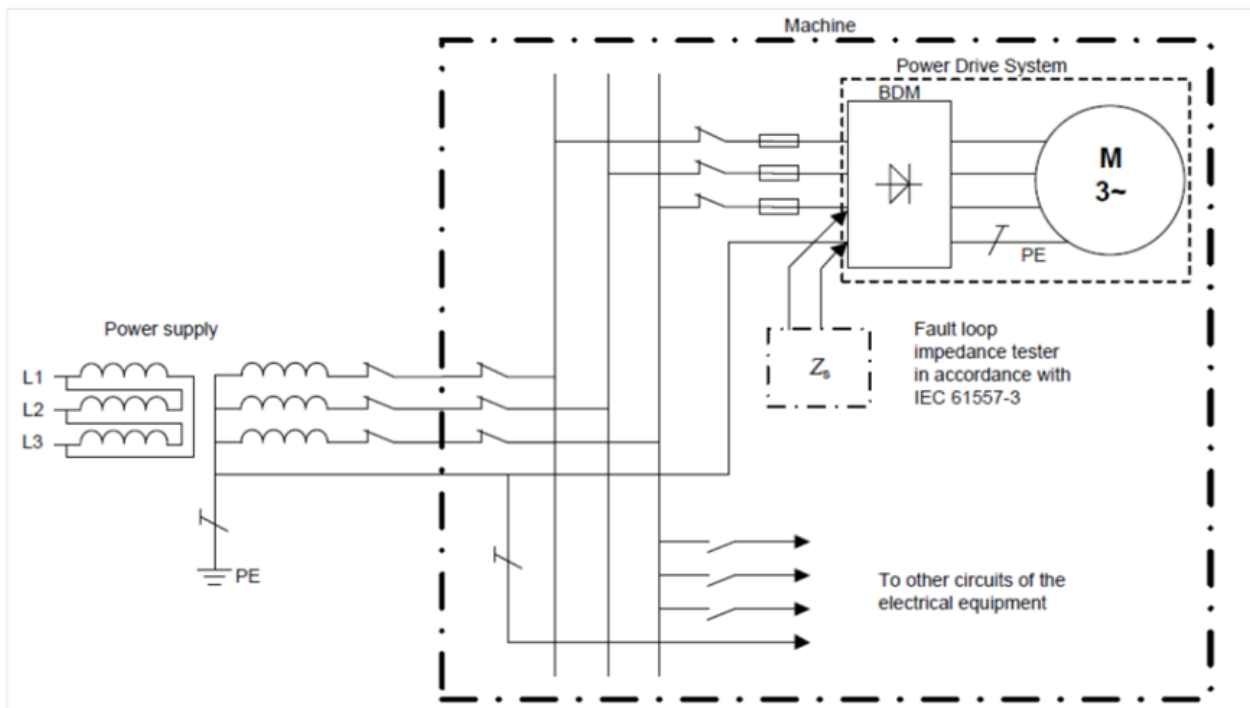 Machine
Power Drive System
BDM
M
3~
PE
Power supply
L1
L2
L3
Zs
Fault loop
impedance tester
in accordance with
IEC 61557-3
PE
To other circuits of the
electrical equipment